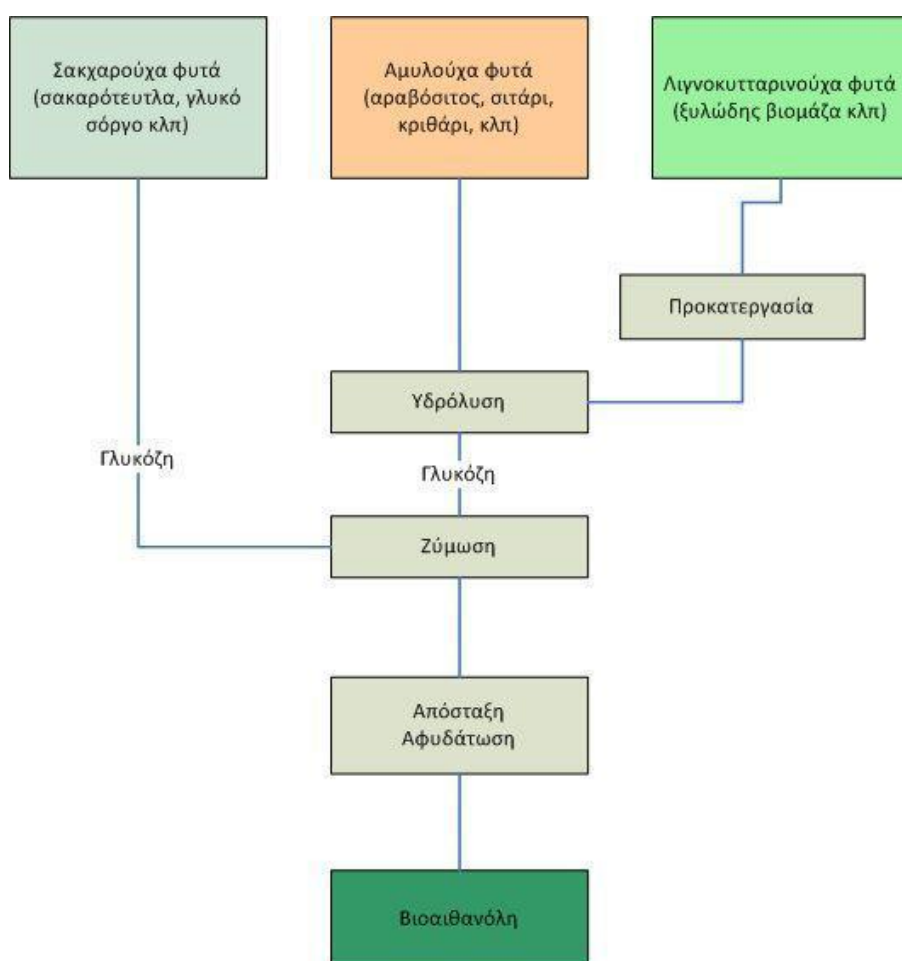 Σακχαρούχα φυτά
(σακαρότευτλα, γλυκό
σόργο κλπ)
Αμυλούχα φυτά
(αραβόσιτος, σιτάρι,
κριθάρι, κλπ)
Λιγνοκυτταρινούχα φυτά
(ξυλώδης βιομάζα κλπ)
Προκατεργασία
Υδρόλυση
Γλυκόζη
Γλυκόζη
Ζύμωση
Απόσταξη
Αφυδάτωση
Βιοαιθανόλη